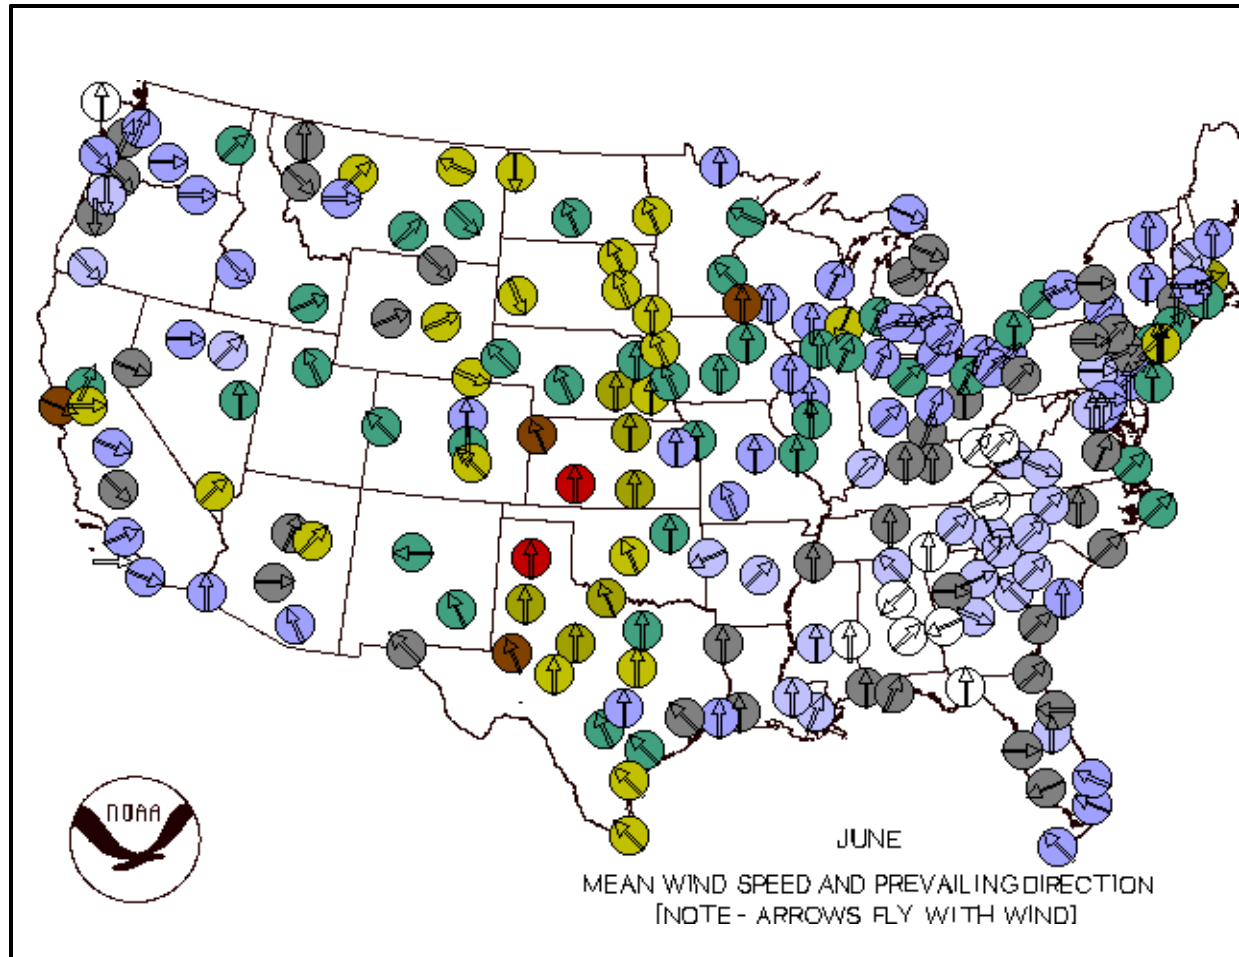 NOAA
JUNE
MEAN WIND SPEED AND PREVAILING DIRECTION
[NOTE - ARROWS FLY WITH WIND]